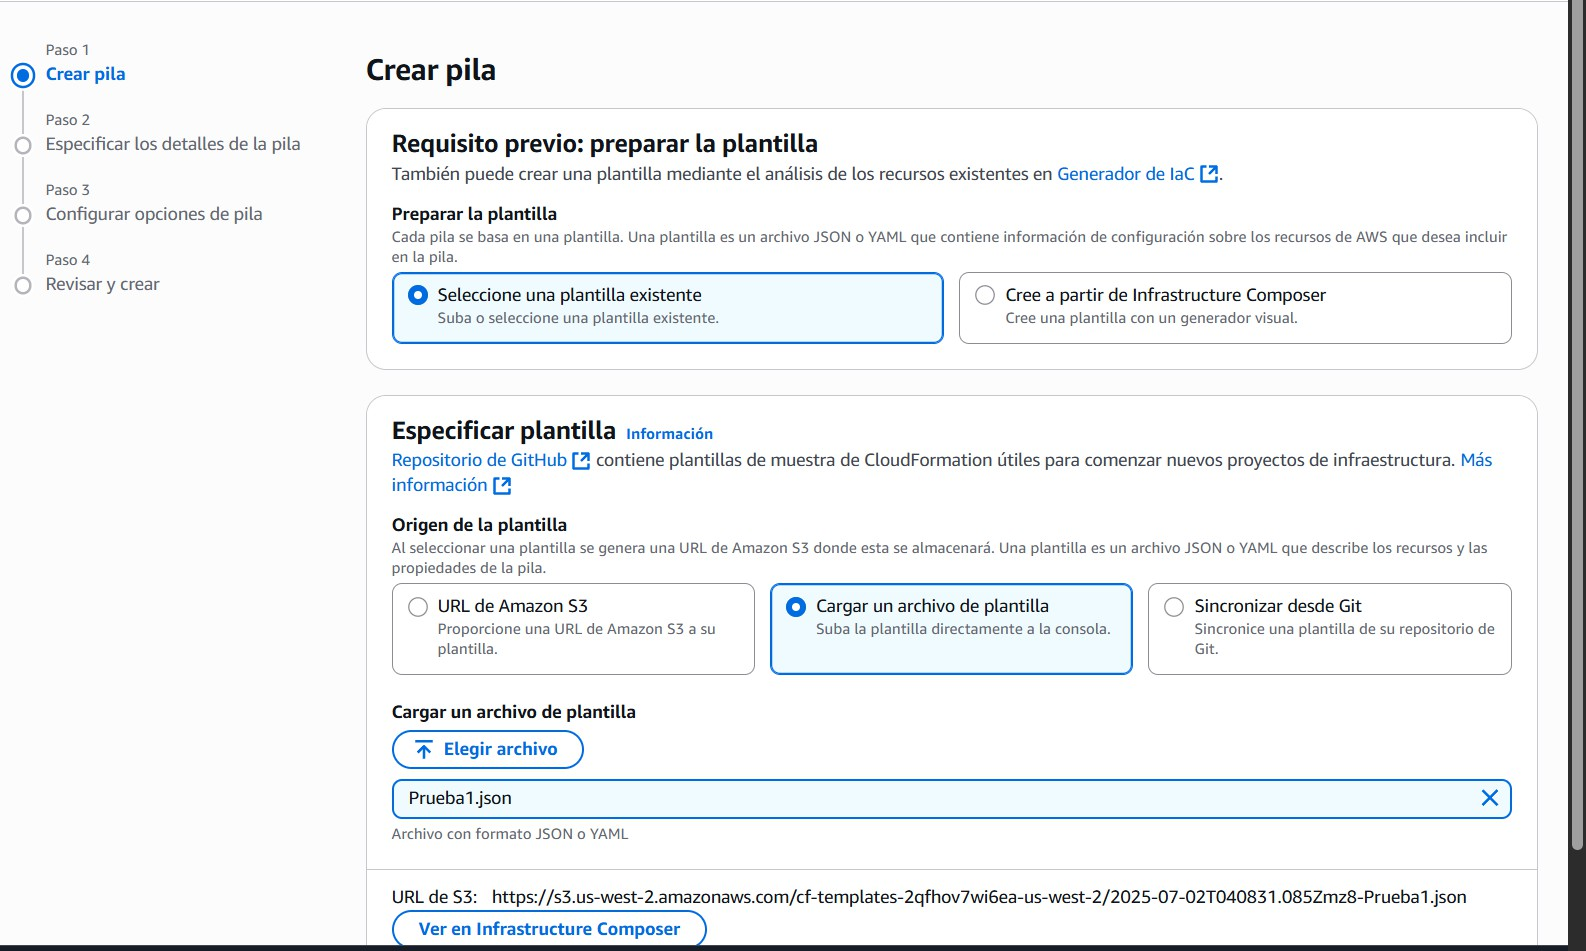 Paso 1
Crear pila
Paso 2
Especificar los detalles de la pila
Paso 3
Configurar opciones de pila
Paso 4
Revisar y crear
Crear pila
Requisito previo: preparar la plantilla
También puede crear una plantilla mediante el análisis de los recursos existentes en Generador de IaC.
Preparar la plantilla
Cada pila se basa en una plantilla. Una plantilla es un archivo JSON o YAML que contiene información de configuración sobre los recursos de AWS que desea incluir
en la pila.
Seleccione una plantilla existente
Suba o seleccione una plantilla existente.
Cree a partir de Infrastructure Composer
Cree una plantilla con un generador visual.
Especificar plantilla Información
Repositorio de GitHub contiene plantillas de muestra de CloudFormation útiles para comenzar nuevos proyectos de infraestructura. Más
información
Origen de la plantilla
Al seleccionar una plantilla se genera una URL de Amazon S3 donde esta se almacenará. Una plantilla es un archivo JSON o YAML que describe los recursos y las
propiedades de la pila.
URL de Amazon S3
Proporcione una URL de Amazon S3 a su
plantilla.
Cargar un archivo de plantilla
Suba la plantilla directamente a la consola.
Sincronizar desde Git
Sincronice una plantilla de su repositorio de
Git.
Cargar un archivo de plantilla
Elegir archivo
Prueba1.json
Archivo con formato JSON o YAML
URL de S3: https://s3.us-west-2.amazonaws.com/cf-templates-2qfhov7wi6ea-us-west-2/2025-07-02T040831.085Zmz8-Prueba1.json
Ver en Infrastructure Composer